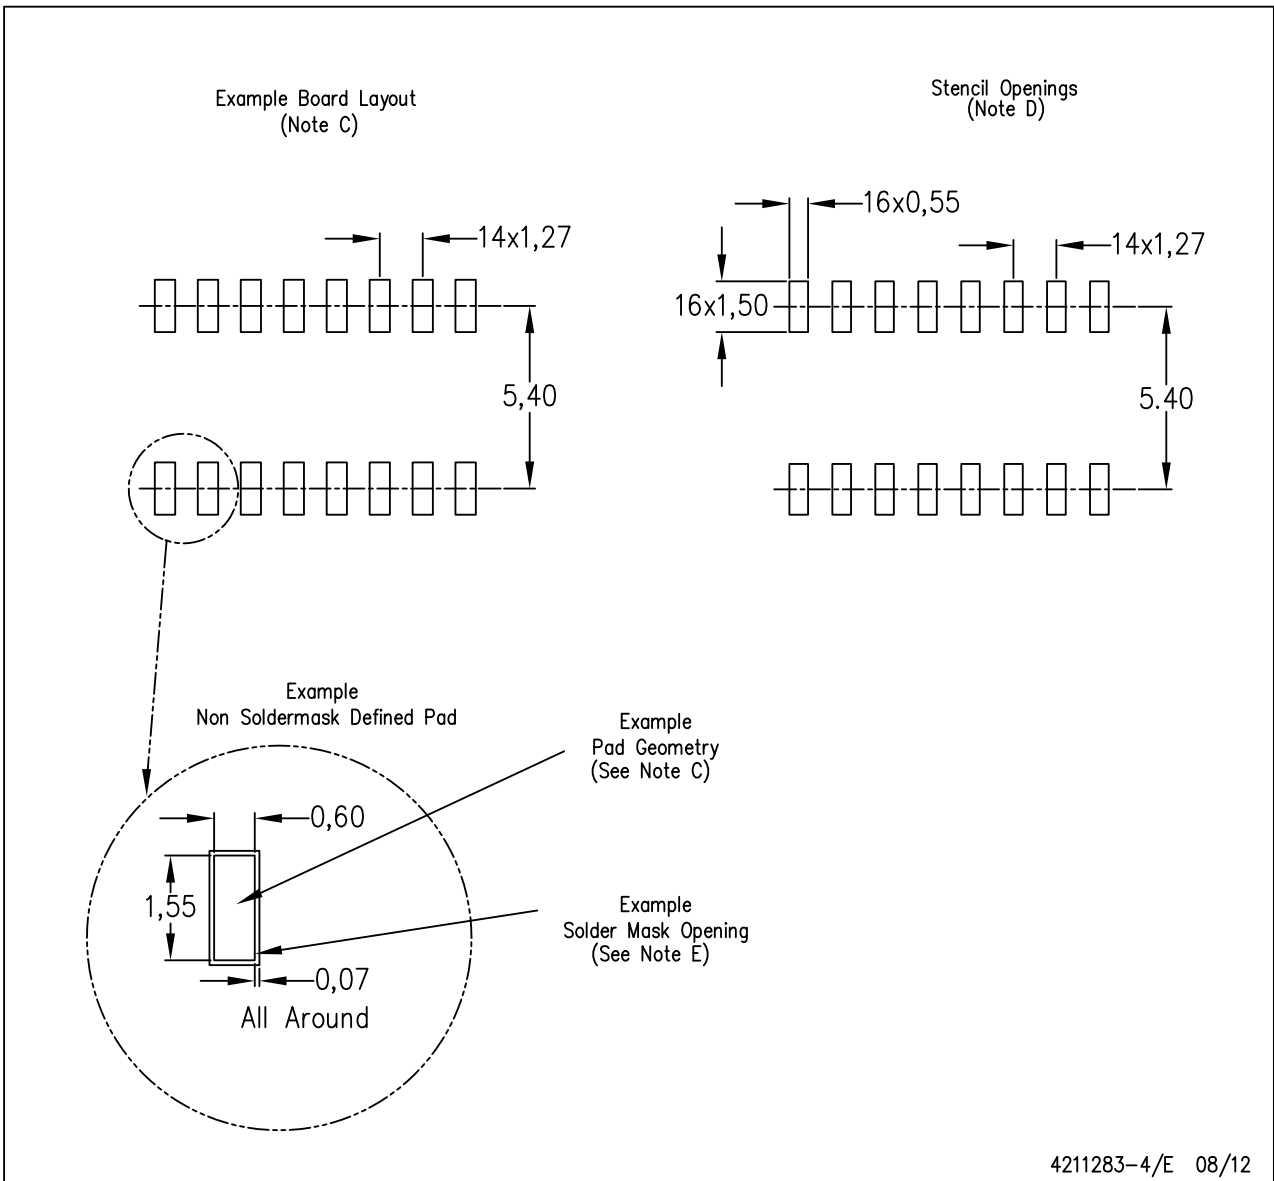 Example Board Layout
(Note C)
Stencil Openings
(Note D)
14x1,27
5,40
16x0,55
14x1,27
16x1,50
5.40
Example
Non Soldermask Defined Pad
Example
Pad Geometry
(See Note C)
0,60
1,55
Example
Solder Mask Opening
(See Note E)
0,07
All Around
4211283-4/E 08/12